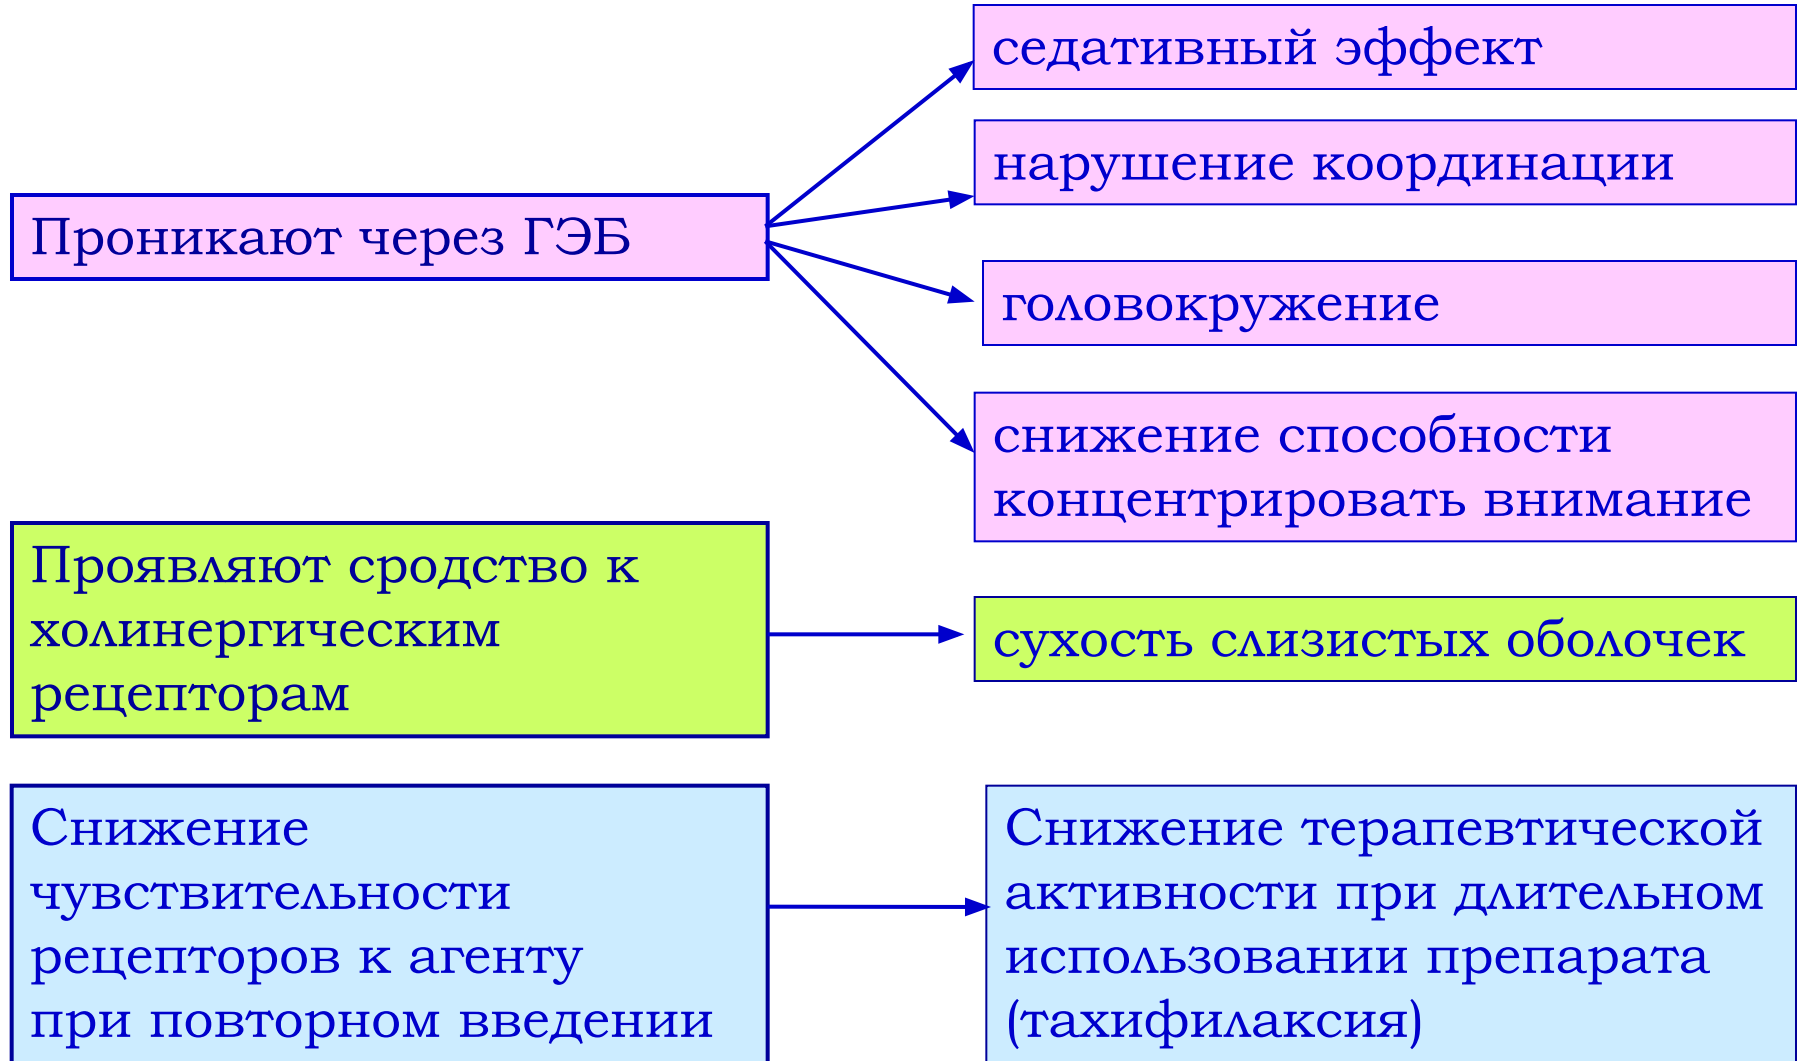 седативный эффект
нарушение координации
Проникают через ГЭБ
головокружение
снижение способности
концентрировать внимание
Проявляют сродство к
холинергическим
рецепторам
сухость слизистых оболочек
Снижение
чувствительности
рецепторов к агенту
при повторном введении
Снижение терапевтической
активности при длительном
использовании препарата
(тахифилаксия)